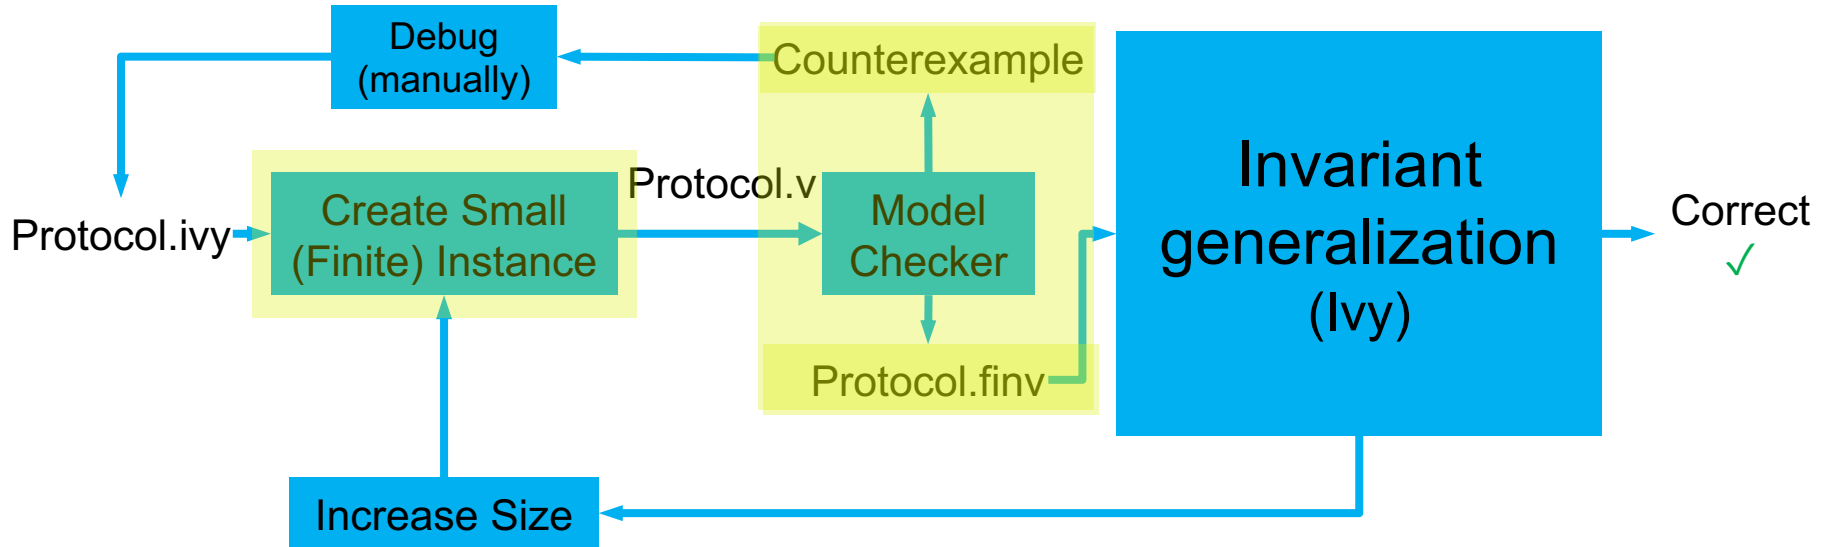 Debug
(manually)
Counterexample
Protocol.ivy
Create Small
(Finite) Instance
Protocol.v
Model
Checker
Protocol.finv
Invariant
generalization
(Ivy)
Correct
✓
Increase Size